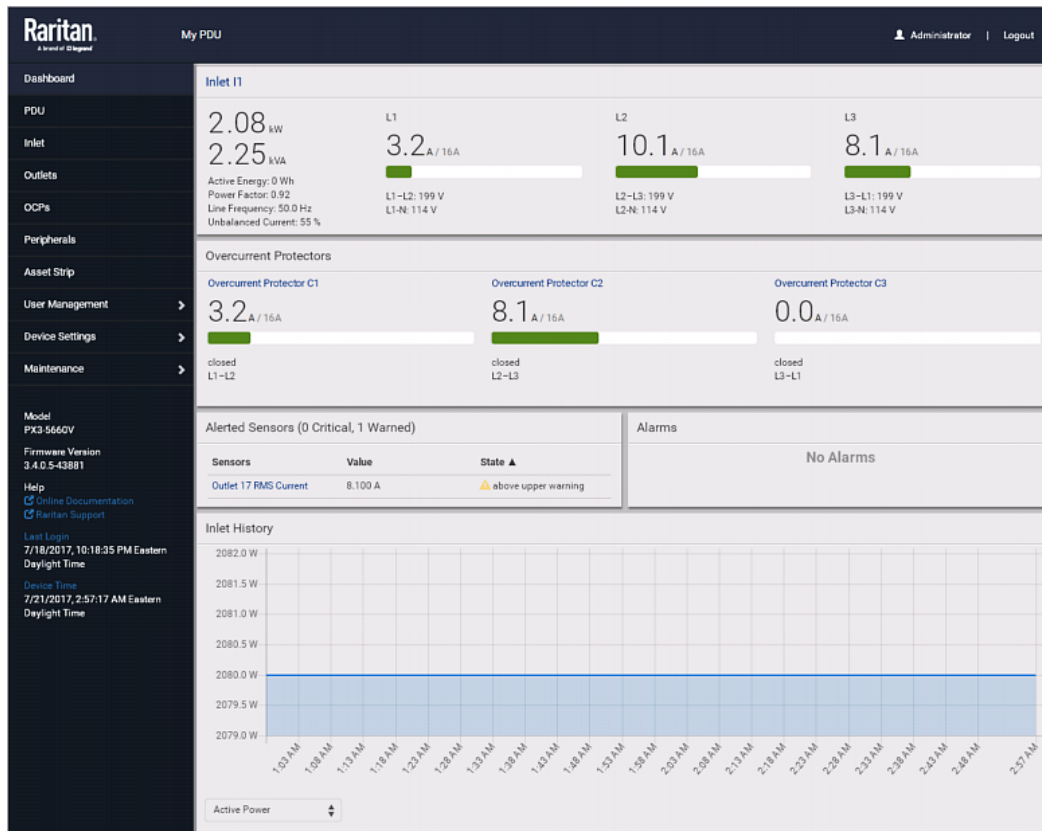 Raritan.
A brand of legrand
My PDU
Administrator | Logout
Dashboard
PDU
Inlet
Outlets
OCPs
Peripherals
Asset Strip
User Management
Device Settings
Maintenance
Model
PX3-5660V
Firmware Version
3.4.0.5-43881
Help
Online Documentation
Raritan Support
Last Login
7/18/2017, 10:18:35 PM Eastern
Daylight Time
Device Time
7/21/2017, 2:57:17 AM Eastern
Daylight Time
Inlet I1
2.08 kW
2.25 kVA
Active Energy: 0 Wh
Power Factor: 0.92
Line Frequency: 50.0 Hz
Unbalanced Current: 55 %
L1
3.2 A / 16A
L1-L2: 199 V
L1-N: 114 V
L2
10.1 A / 16A
L2-L3: 199 V
L2-N: 114 V
L3
8.1 A / 16A
L3-L1: 199 V
L3-N: 114 V
Overcurrent Protectors
Overcurrent Protector C1
3.2 A / 16A
closed
L1-L2
Overcurrent Protector C2
8.1 A / 16A
closed
L2-L3
Overcurrent Protector C3
0.0 A / 16A
closed
L3-L1
Alerted Sensors (0 Critical, 1 Warned)
Sensors Value State ▲
Outlet 17 RMS Current 8.100 A above upper warning
Alarms
No Alarms
Inlet History
2082.0 W
2081.5 W
2081.0 W
2080.5 W
2080.0 W
2079.5 W
2079.0 W
1:03 AM 1:08 AM 1:13 AM 1:18 AM 1:23 AM 1:28 AM 1:33 AM 1:38 AM 1:43 AM 1:48 AM 1:53 AM 1:58 AM 2:03 AM 2:08 AM 2:13 AM 2:18 AM 2:23 AM 2:28 AM 2:33 AM 2:38 AM 2:43 AM 2:48 AM 2:57 AM
Active Power